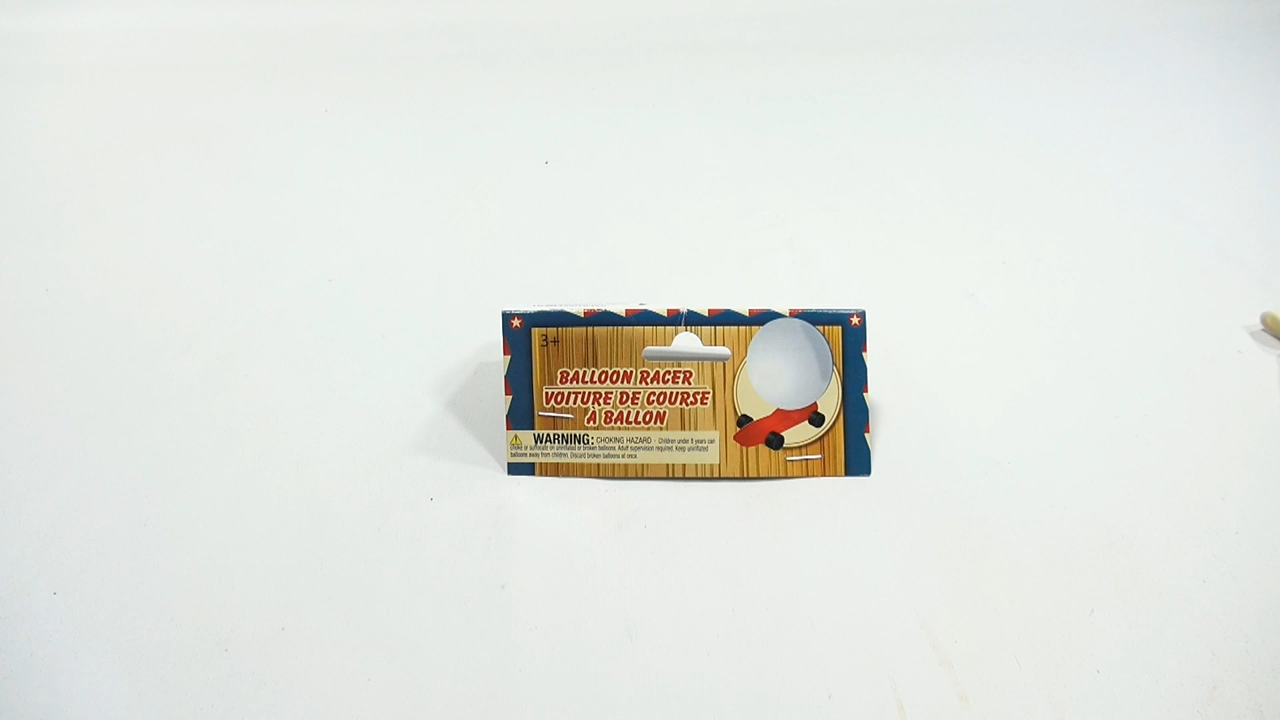 3+
BALLOON RACER
VOITURE DE COURSE
À BALLON
WARNING: CHOKING HAZARD - Children under 8 years can
choke or suffocate on uninflated or broken balloons. Adult supervision required. Keep uninflated
balloons away from children. Discard broken balloons at once.